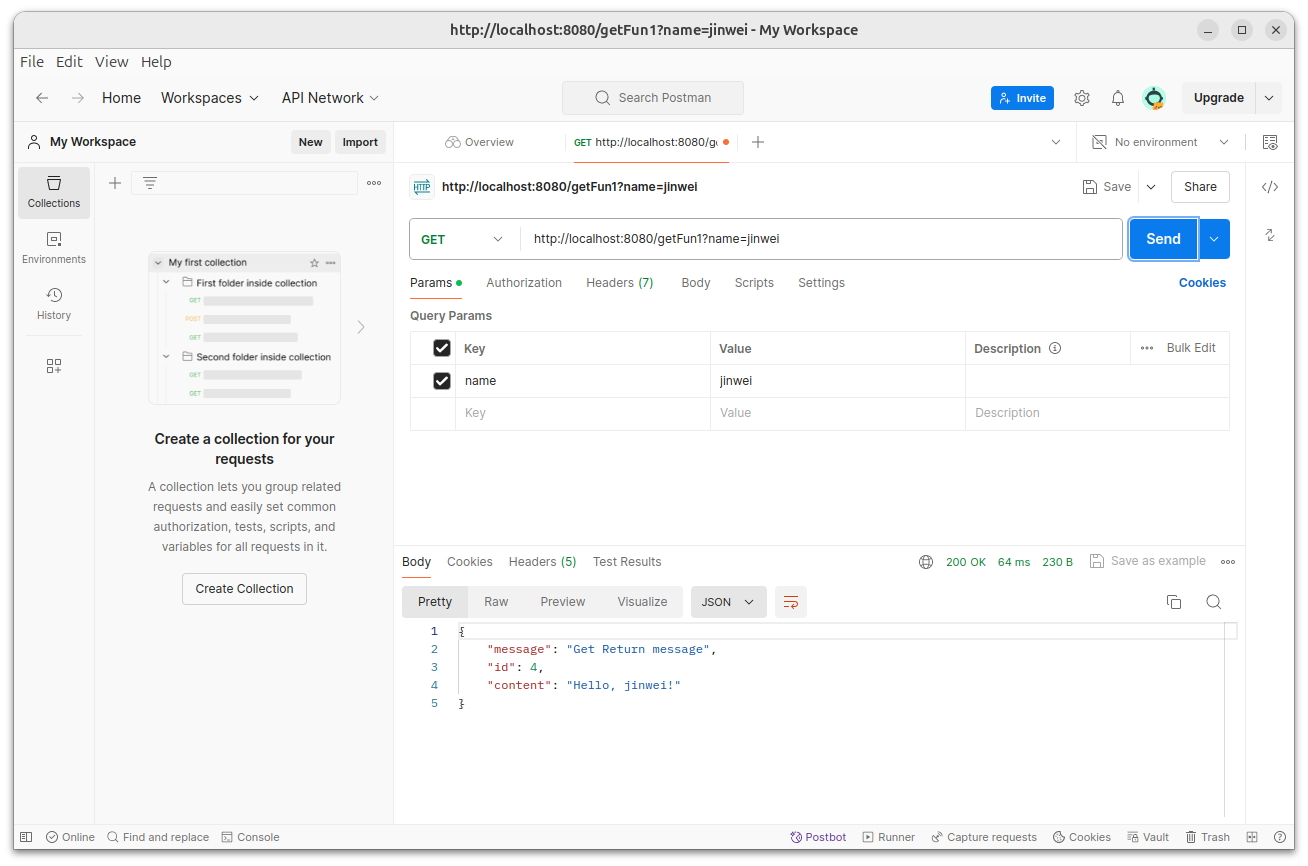 http://localhost:8080/getFun1?name=jinwei - My Workspace
File Edit View Help
Home Workspaces API Network Search Postman Invite Upgrade
My Workspace New Import Overview GET http://localhost:8080/ge No environment
Collections
Environments
History
My first collection
First folder inside collection
GET
POST
GET
Second folder inside collection
GET
GET
Create a collection for your
requests
A collection lets you group related
requests and easily set common
authorization, tests, scripts, and
variables for all requests in it.
Create Collection
HTTP http://localhost:8080/getFun1?name=jinwei Save Share
GET http://localhost:8080/getFun1?name=jinwei Send
Params Authorization Headers (7) Body Scripts Settings Cookies
Query Params
Key Value Description Bulk Edit
name jinwei
Key Value Description
Body Cookies Headers (5) Test Results 200 OK 64 ms 230 B Save as example
Pretty Raw Preview Visualize JSON
1 {
2 "message": "Get Return message",
3 "id": 4,
4 "content": "Hello, jinwei!"
5 }
Online Find and replace Console Postbot Runner Capture requests Cookies Vault Trash